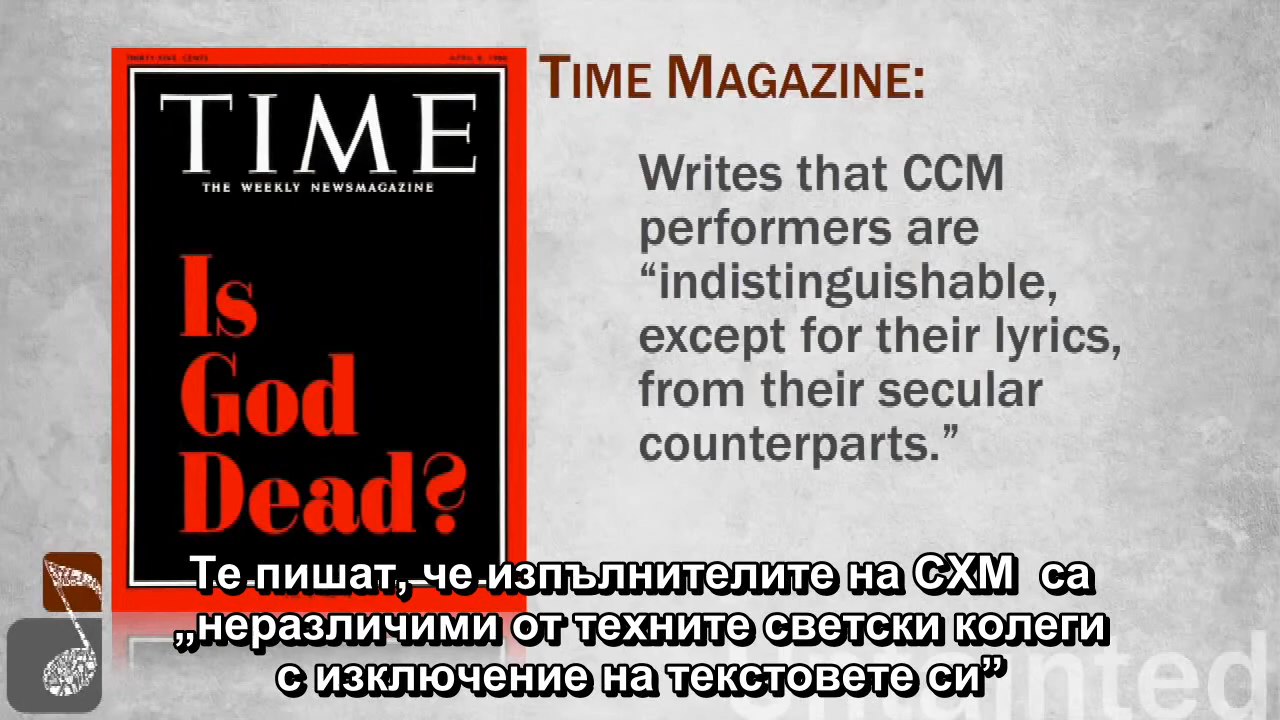 THIRTY FIVE CENTS
APRIL 8, 1966
TIME
THE WEEKLY NEWSMAGAZINE
Is
God
Dead?
TIME MAGAZINE:
Writes that CCM
performers are
“indistinguishable,
except for their lyrics,
from their secular
counterparts.”
Те пишат, че изпълнителите на СХМ са
„неразличими от техните светски колеги
с изключение на текстовете си”
Untainted